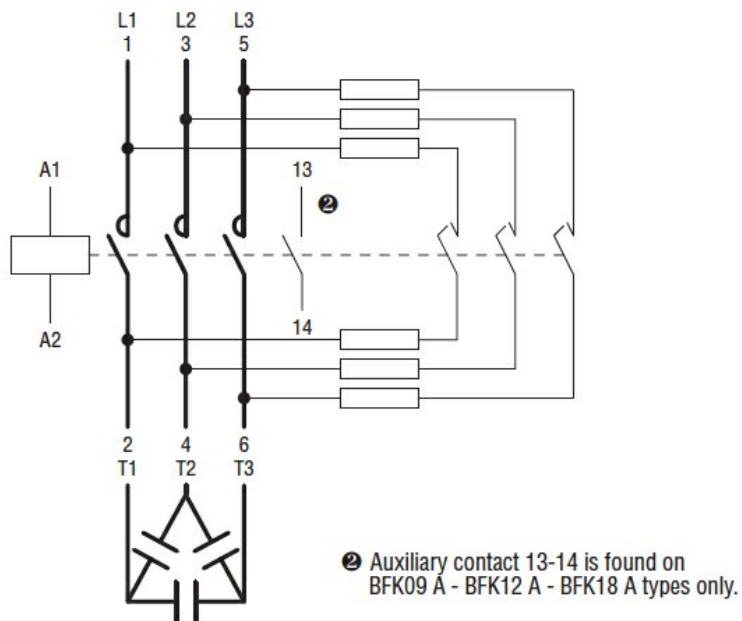 L1 L2 L3
1 3 5
A1
13
❷
14
A2
2 4 6
T1 T2 T3
❷ Auxiliary contact 13-14 is found on
BFK09 A - BFK12 A - BFK18 A types only.